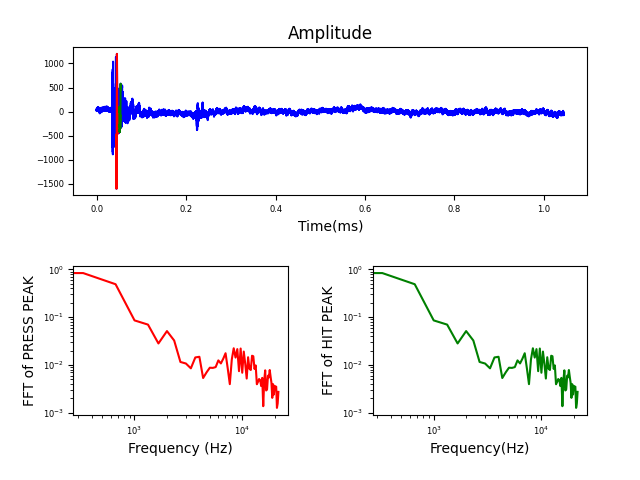 Amplitude
1000
500
0
−500
−1000
−1500
0.0 0.2 0.4 0.6 0.8 1.0
Time(ms)
FFT of PRESS PEAK
10⁰
10⁻¹
10⁻²
10⁻³
10³ 10⁴
Frequency (Hz)
FFT of HIT PEAK
10⁰
10⁻¹
10⁻²
10⁻³
10³ 10⁴
Frequency(Hz)